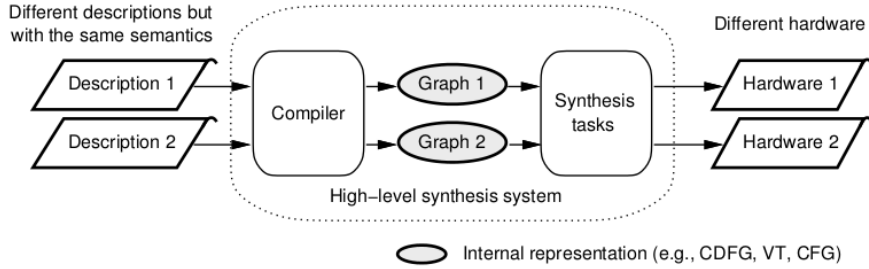 Different descriptions but
with the same semantics
Different hardware
Description 1
Compiler
Graph 1
Synthesis
tasks
Hardware 1
Description 2
Graph 2
Hardware 2
High-level synthesis system
Internal representation (e.g., CDFG, VT, CFG)